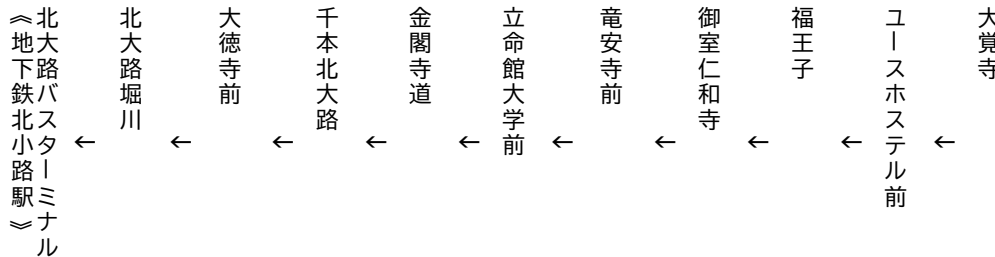 大覚寺
ユースホステル前
福王子
御室仁和寺
竜安寺前
立命館大学前
金閣寺道
千本北大路
大徳寺前
北大路堀川
北大路バスターミナル
《地下鉄北小路駅》